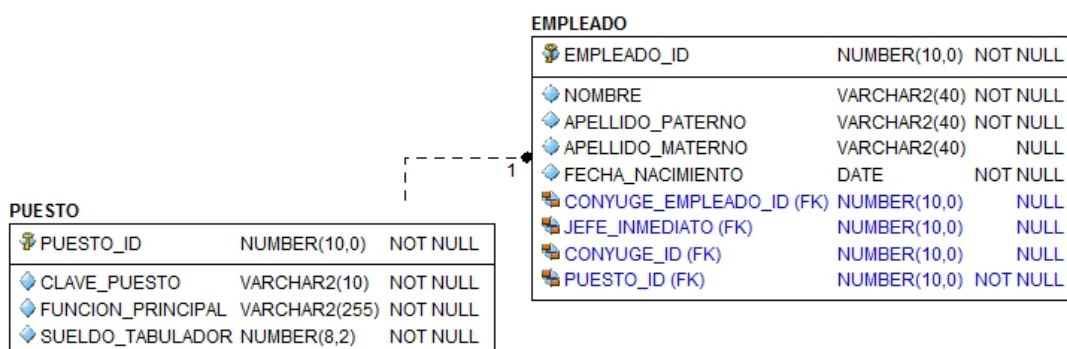 EMPLEADO
EMPLEADO_ID NUMBER(10,0) NOT NULL
NOMBRE VARCHAR2(40) NOT NULL
APELLIDO_PATERNO VARCHAR2(40) NOT NULL
APELLIDO_MATERNO VARCHAR2(40) NULL
FECHA_NACIMIENTO DATE NOT NULL
CONYUGE_EMPLEADO_ID (FK) NUMBER(10,0) NULL
JEFE_INMEDIATO (FK) NUMBER(10,0) NULL
CONYUGE_ID (FK) NUMBER(10,0) NULL
PUESTO_ID (FK) NUMBER(10,0) NOT NULL
1
PUESTO
PUESTO_ID NUMBER(10,0) NOT NULL
CLAVE_PUESTO VARCHAR2(10) NOT NULL
FUNCION_PRINCIPAL VARCHAR2(255) NOT NULL
SUELDO_TABULADOR NUMBER(8,2) NOT NULL